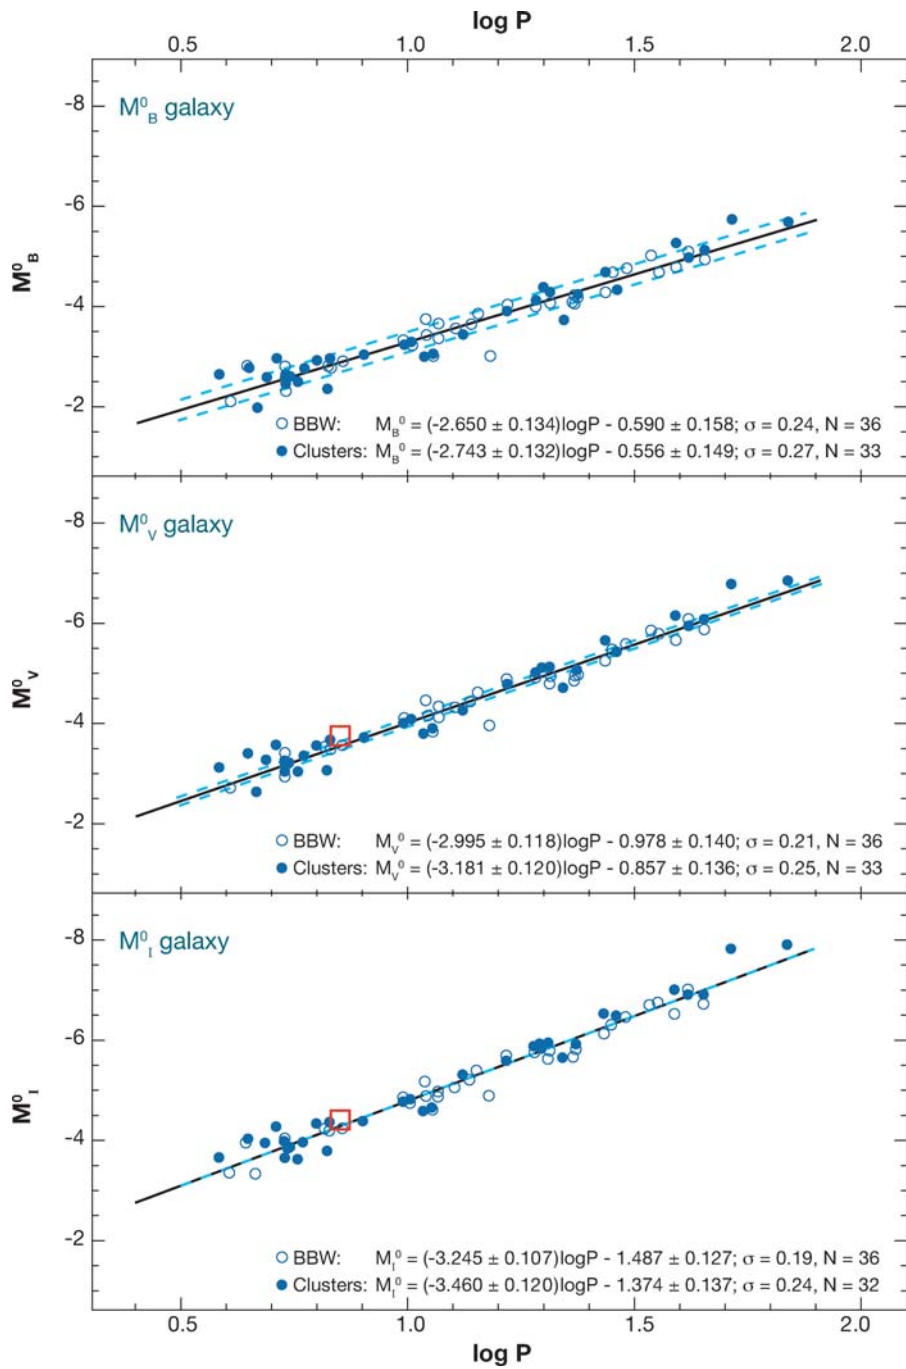 log P
0.5 1.0 1.5 2.0
-8
M⁰_B galaxy
-6
M⁰_B
-4
-2
BBW: M_B⁰ = (-2.650 ± 0.134)logP - 0.590 ± 0.158; σ = 0.24, N = 36
Clusters: M_B⁰ = (-2.743 ± 0.132)logP - 0.556 ± 0.149; σ = 0.27, N = 33
-8
M⁰_V galaxy
-6
M⁰_V
-4
-2
BBW: M_V⁰ = (-2.995 ± 0.118)logP - 0.978 ± 0.140; σ = 0.21, N = 36
Clusters: M_V⁰ = (-3.181 ± 0.120)logP - 0.857 ± 0.136; σ = 0.25, N = 33
-8
M⁰_I galaxy
-6
M⁰_I
-4
-2
BBW: M_I⁰ = (-3.245 ± 0.107)logP - 1.487 ± 0.127; σ = 0.19, N = 36
Clusters: M_I⁰ = (-3.460 ± 0.120)logP - 1.374 ± 0.137; σ = 0.24, N = 32
0.5 1.0 1.5 2.0
log P